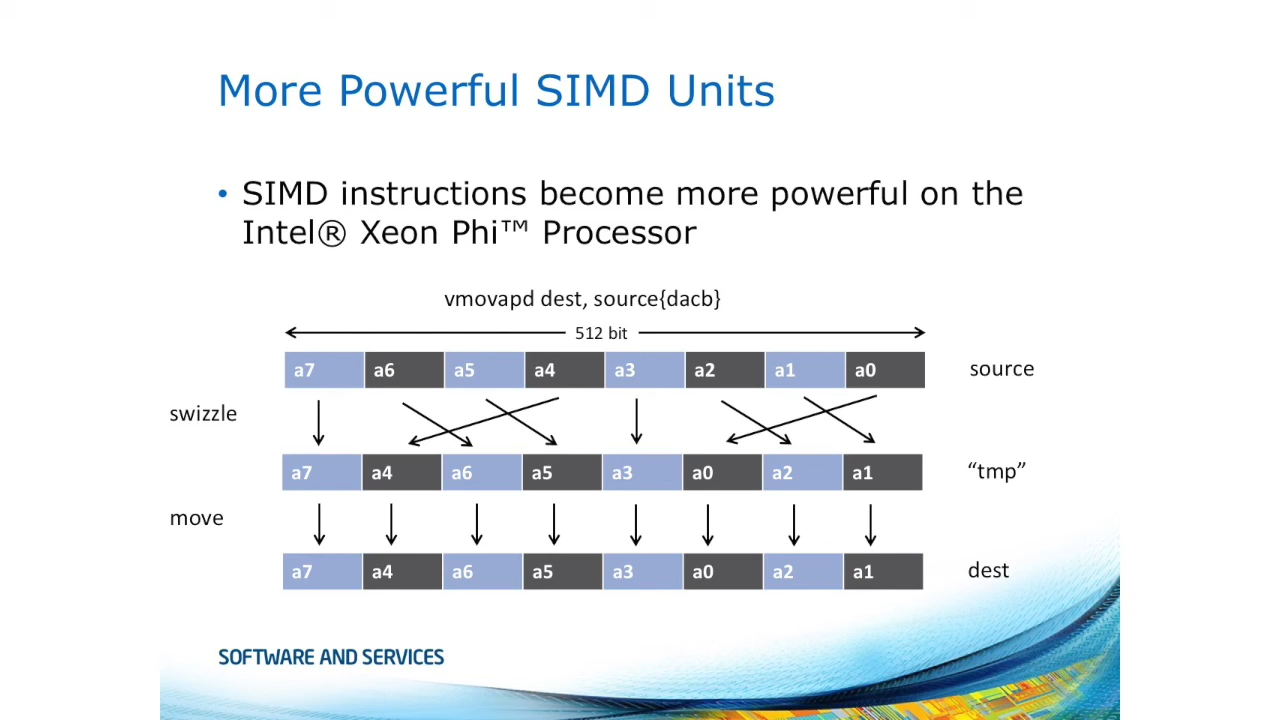 More Powerful SIMD Units
• SIMD instructions become more powerful on the
Intel® Xeon Phi™ Processor
vmovapd dest, source{dacb}
512 bit
a7 a6 a5 a4 a3 a2 a1 a0 source
swizzle
a7 a4 a6 a5 a3 a0 a2 a1 “tmp”
move
a7 a4 a6 a5 a3 a0 a2 a1 dest
SOFTWARE AND SERVICES